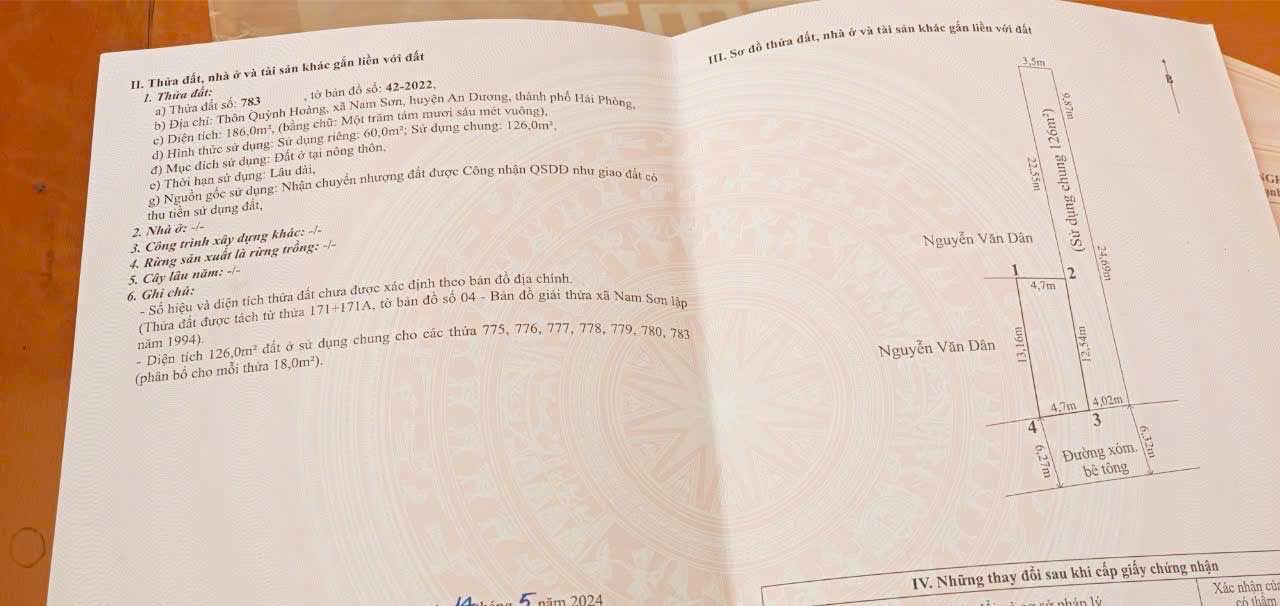 II. Thửa đất, nhà ở và tài sản khác gắn liền với đất
1. Thửa đất:
a) Thửa đất số: 783 , tờ bản đồ số: 42-2022,
b) Địa chỉ: Thôn Quỳnh Hoàng, xã Nam Sơn, huyện An Dương, thành phố Hải Phòng,
c) Diện tích: 186,0m², (bằng chữ: Một trăm tám mươi sáu mét vuông),
d) Hình thức sử dụng: Sử dụng riêng: 60,0m²; Sử dụng chung: 126,0m²,
đ) Mục đích sử dụng: Đất ở tại nông thôn,
e) Thời hạn sử dụng: Lâu dài,
g) Nguồn gốc sử dụng: Nhận chuyển nhượng đất được Công nhận QSDĐ như giao đất có
thu tiền sử dụng đất,
2. Nhà ở: -/-
3. Công trình xây dựng khác: -/-
4. Rừng sản xuất là rừng trồng: -/-
5. Cây lâu năm: -/-
6. Ghi chú:
- Số hiệu và diện tích thửa đất chưa được xác định theo bản đồ địa chính.
(Thửa đất được tách từ thửa 171+171A, tờ bản đồ số 04 - Bản đồ giải thửa xã Nam Sơn lập
năm 1994).
- Diện tích 126,0m² đất ở sử dụng chung cho các thửa 775, 776, 777, 778, 779, 780, 783
(phân bổ cho mỗi thửa 18,0m²).
14 tháng 5 năm 2024
III. Sơ đồ thửa đất, nhà ở và tài sản khác gắn liền với đất
3,5m
B
9,87m
22,55m
(Sử dụng chung 126m²)
Nguyễn Văn Dân
24,69m
1
2
4,7m
13,16m
12,54m
Nguyễn Văn Dân
4,7m
4,02m
4
3
6,27m
Đường xóm.
bê tông
6,32m
IV. Những thay đổi sau khi cấp giấy chứng nhận
Xác nhận của
có thẩm
pháp lý